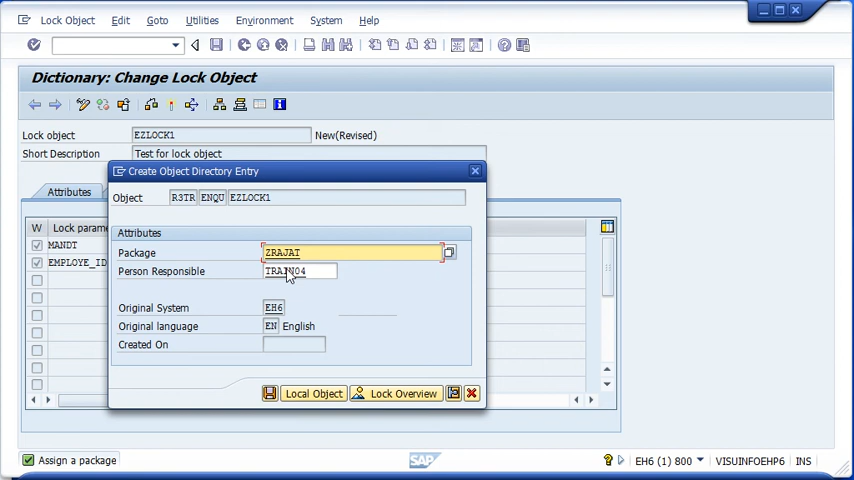 Lock Object Edit Goto Utilities Environment System Help
Dictionary: Change Lock Object
Lock object EZLOCK1 New(Revised)
Short Description Test for lock object
Attributes
W Lock parame
MANDT
EMPLOYE_ID
Create Object Directory Entry
Object R3TR ENQU EZLOCK1
Attributes
Package ZRAJAT
Person Responsible TRAIN04
Original System EH6
Original language EN English
Created On
Local Object Lock Overview
Assign a package SAP EH6 (1) 800 VISUINFOEHP6 INS